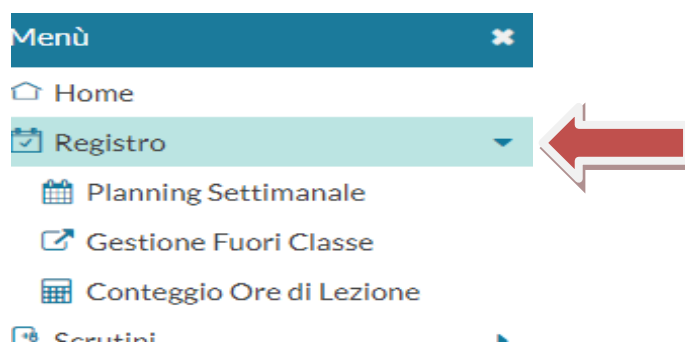 Menù
Home
Registro
Planning Settimanale
Gestione Fuori Classe
Conteggio Ore di Lezione
Scrutini